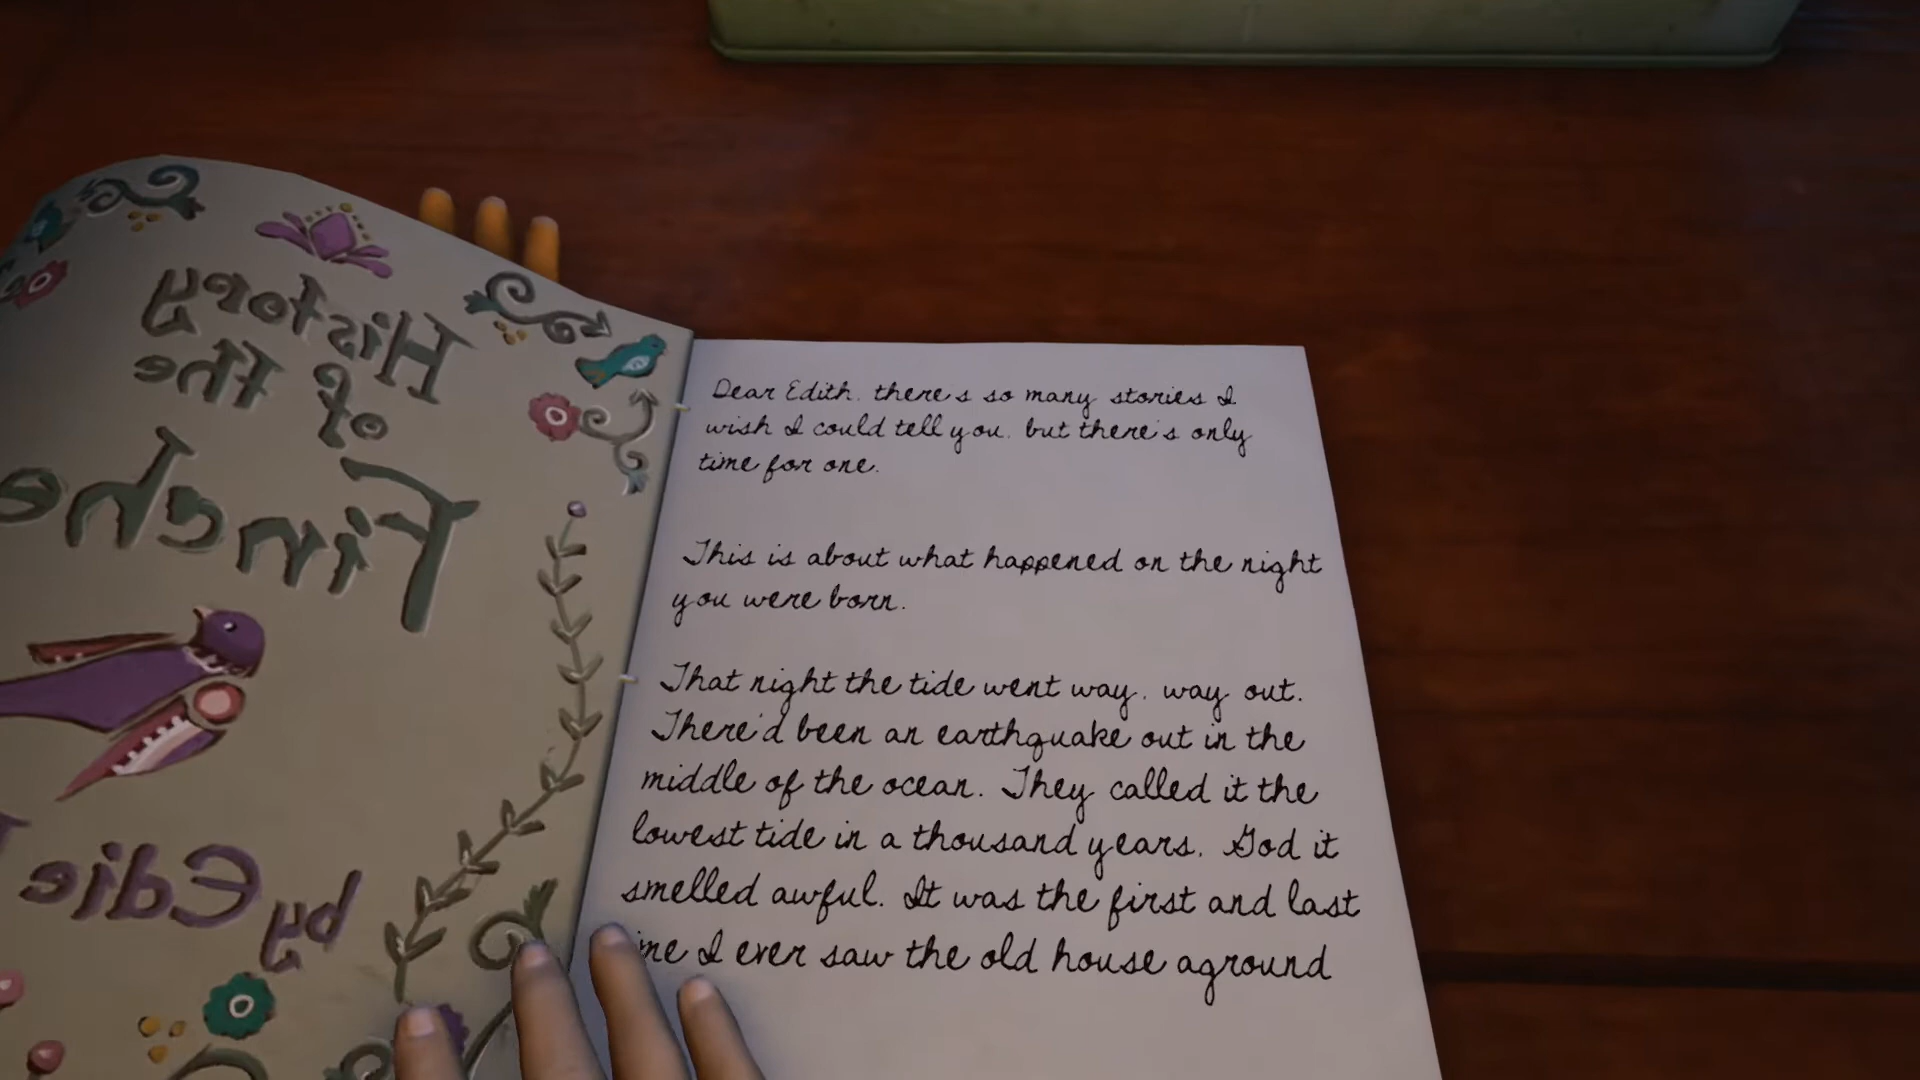 History
of the
Finche
by Edie
Dear Edith, there's so many stories I
wish I could tell you, but there's only
time for one.
This is about what happened on the night
you were born.
That night the tide went way, way out.
There'd been an earthquake out in the
middle of the ocean. They called it the
lowest tide in a thousand years. God it
smelled awful. It was the first and last
me I ever saw the old house aground